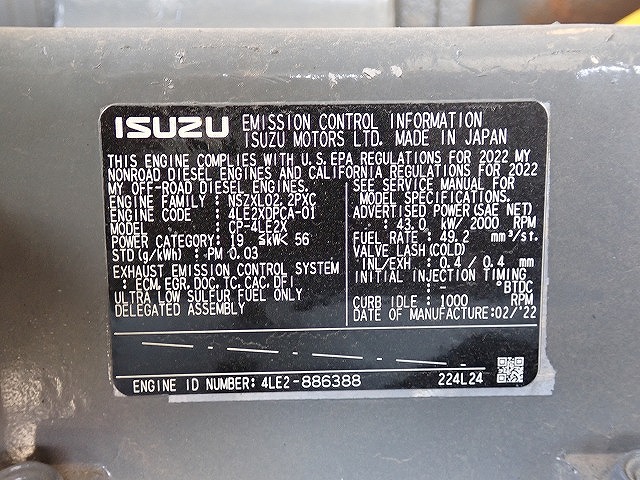 ISUZU EMISSION CONTROL INFORMATION
ISUZU MOTORS LTD. MADE IN JAPAN
THIS ENGINE COMPLIES WITH U.S. EPA REGULATIONS FOR 2022 MY
NONROAD DIESEL ENGINES AND CALIFORNIA REGULATIONS FOR 2022
MY OFF-ROAD DIESEL ENGINES.
ENGINE FAMILY : NSZXL02.2PXC
ENGINE CODE : 4LE2XDPCA-01
MODEL : CP-4LE2X
POWER CATEGORY: 19 ≦kW< 56
STD (g/kWh) : PM 0.03
EXHAUST EMISSION CONTROL SYSTEM
: ECM, EGR, DOC, TC, CAC, DFI
ULTRA LOW SULFUR FUEL ONLY
DELEGATED ASSEMBLY
SEE SERVICE MANUAL FOR
MODEL SPECIFICATIONS.
ADVERTISED POWER(SAE NET)
: 43.0 kW/ 2000 RPM
FUEL RATE : 49.2 mm³/st.
VALVE LASH (COLD)
IN/EXH : 0.4 / 0.4 mm
INITIAL INJECTION TIMING
: - °BTDC
CURB IDLE : 1000 RPM
DATE OF MANUFACTURE:02/'22
ENGINE ID NUMBER: 4LE2-886388 224L24